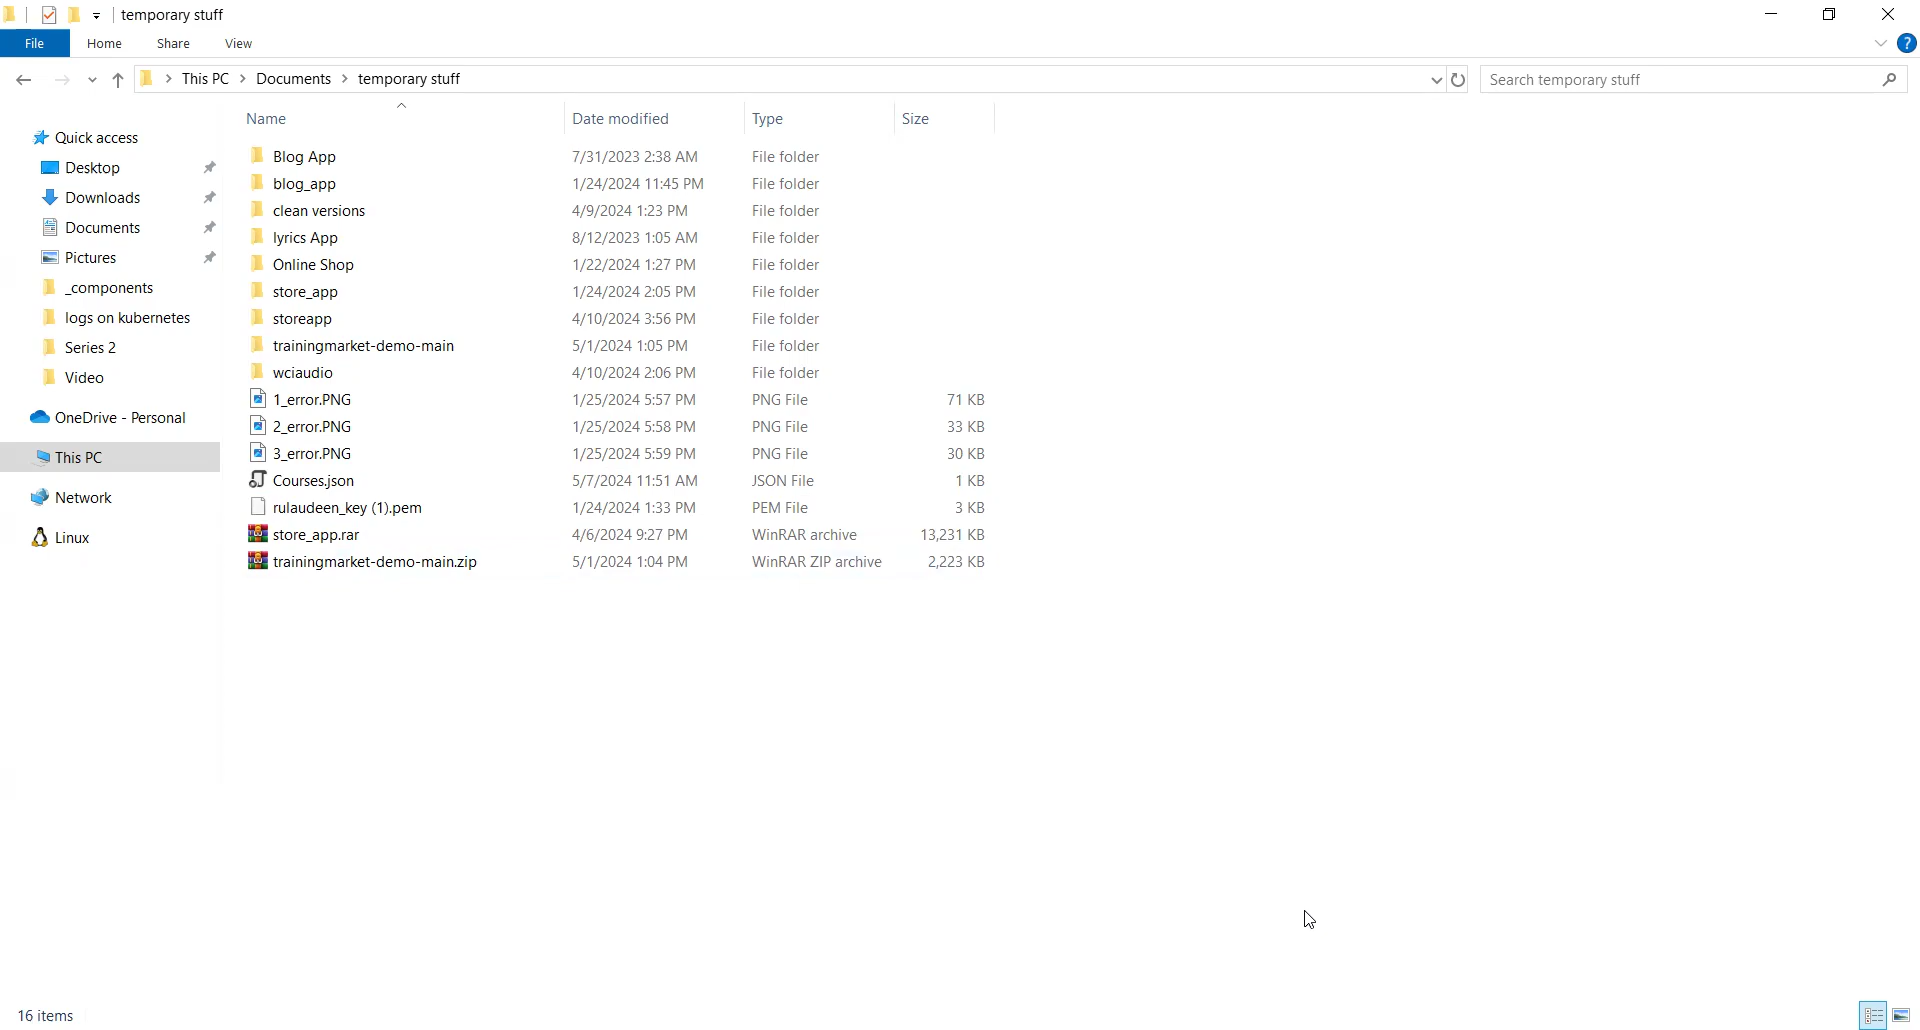 temporary stuff
File Home Share View ?
This PC Documents temporary stuff Search temporary stuff
Name Date modified Type Size
Quick access
Desktop
Downloads
Documents
Pictures
_components
logs on kubernetes
Series 2
Video
OneDrive - Personal
This PC
Network
Linux
Blog App 7/31/2023 2:38 AM File folder
blog_app 1/24/2024 11:45 PM File folder
clean versions 4/9/2024 1:23 PM File folder
lyrics App 8/12/2023 1:05 AM File folder
Online Shop 1/22/2024 1:27 PM File folder
store_app 1/24/2024 2:05 PM File folder
storeapp 4/10/2024 3:56 PM File folder
trainingmarket-demo-main 5/1/2024 1:05 PM File folder
wciaudio 4/10/2024 2:06 PM File folder
1_error.PNG 1/25/2024 5:57 PM PNG File 71 KB
2_error.PNG 1/25/2024 5:58 PM PNG File 33 KB
3_error.PNG 1/25/2024 5:59 PM PNG File 30 KB
Courses.json 5/7/2024 11:51 AM JSON File 1 KB
rulaudeen_key (1).pem 1/24/2024 1:33 PM PEM File 3 KB
store_app.rar 4/6/2024 9:27 PM WinRAR archive 13,231 KB
trainingmarket-demo-main.zip 5/1/2024 1:04 PM WinRAR ZIP archive 2,223 KB
16 items